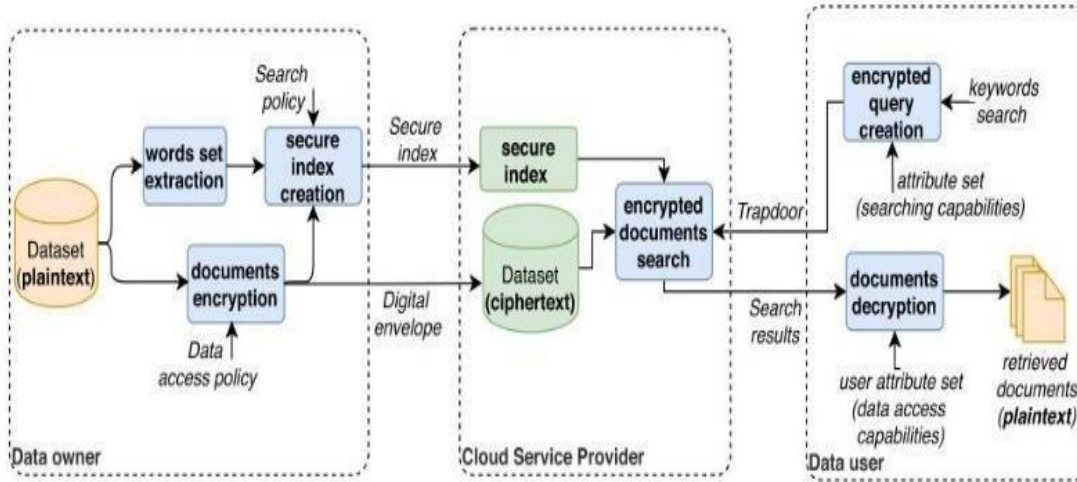 Search
policy
words set
extraction
secure
index
creation
Dataset
(plaintext)
documents
encryption
Data
access policy
Data owner
Secure
index
Digital
envelope
secure
index
Dataset
(ciphertext)
encrypted
documents
search
Cloud Service Provider
Trapdoor
Search
results
encrypted
query
creation
keywords
search
attribute set
(searching capabilities)
documents
decryption
user attribute set
(data access
capabilities)
retrieved
documents
(plaintext)
Data user